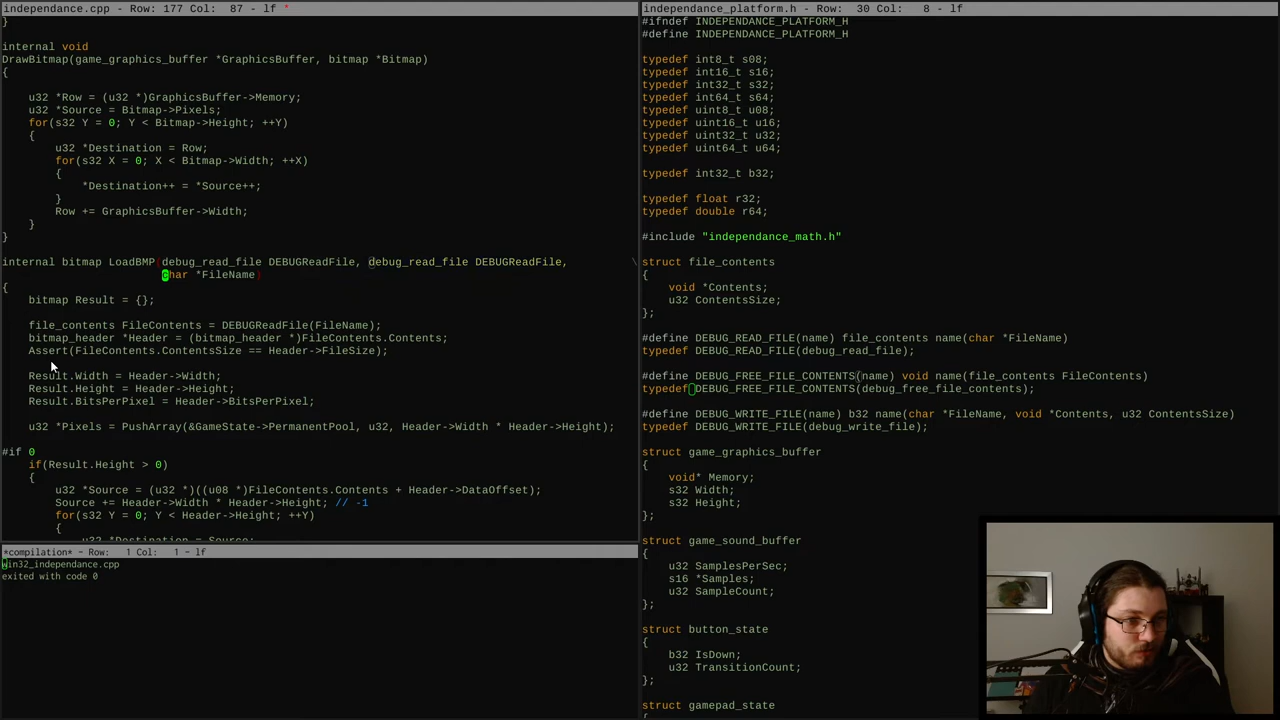 independance.cpp - Row: 177 Col:  87 - lf *
}
internal void
DrawBitmap(game_graphics_buffer *GraphicsBuffer, bitmap *Bitmap)
{
u32 *Row = (u32 *)GraphicsBuffer->Memory;
u32 *Source = Bitmap->Pixels;
for(s32 Y = 0; Y < Bitmap->Height; ++Y)
{
u32 *Destination = Row;
for(s32 X = 0; X < Bitmap->Width; ++X)
{
*Destination++ = *Source++;
}
Row += GraphicsBuffer->Width;
}
}
internal bitmap LoadBMP(debug_read_file DEBUGReadFile, debug_read_file DEBUGReadFile, \
char *FileName)
{
bitmap Result = {};
file_contents FileContents = DEBUGReadFile(FileName);
bitmap_header *Header = (bitmap_header *)FileContents.Contents;
Assert(FileContents.ContentsSize == Header->FileSize);
Result.Width = Header->Width;
Result.Height = Header->Height;
Result.BitsPerPixel = Header->BitsPerPixel;
u32 *Pixels = PushArray(&GameState->PermanentPool, u32, Header->Width * Header->Height);
#if 0
if(Result.Height > 0)
{
u32 *Source = (u32 *)((u08 *)FileContents.Contents + Header->DataOffset);
Source += Header->Width * Header->Height; // -1
for(s32 Y = 0; Y < Header->Height; ++Y)
{
u32 *Destination = Source;
*compilation* - Row:   1 Col:   1 - lf
win32_independance.cpp
exited with code 0
independance_platform.h - Row:  30 Col:   8 - lf
#ifndef INDEPENDANCE_PLATFORM_H
#define INDEPENDANCE_PLATFORM_H
typedef int8_t s08;
typedef int16_t s16;
typedef int32_t s32;
typedef int64_t s64;
typedef uint8_t u08;
typedef uint16_t u16;
typedef uint32_t u32;
typedef uint64_t u64;
typedef int32_t b32;
typedef float r32;
typedef double r64;
#include "independance_math.h"
struct file_contents
{
void *Contents;
u32 ContentsSize;
};
#define DEBUG_READ_FILE(name) file_contents name(char *FileName)
typedef DEBUG_READ_FILE(debug_read_file);
#define DEBUG_FREE_FILE_CONTENTS(name) void name(file_contents FileContents)
typedef DEBUG_FREE_FILE_CONTENTS(debug_free_file_contents);
#define DEBUG_WRITE_FILE(name) b32 name(char *FileName, void *Contents, u32 ContentsSize)
typedef DEBUG_WRITE_FILE(debug_write_file);
struct game_graphics_buffer
{
void* Memory;
s32 Width;
s32 Height;
};
struct game_sound_buffer
{
u32 SamplesPerSec;
s16 *Samples;
u32 SampleCount;
};
struct button_state
{
b32 IsDown;
u32 TransitionCount;
};
struct gamepad_state